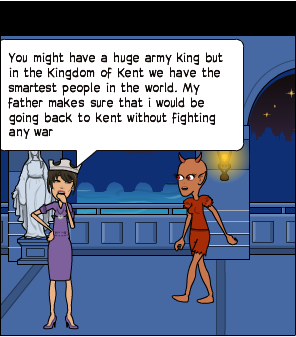 You might have a huge army king but
in the Kingdom of Kent we have the
smartest people in the world. My
father makes sure that i would be
going back to kent without fighting
any war